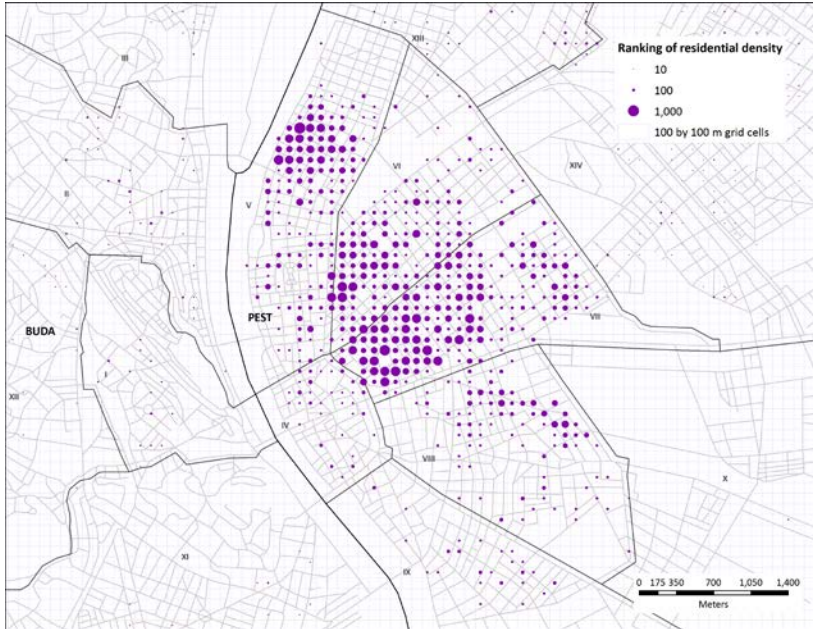 XIII
III
Ranking of residential density
10
100
1,000
100 by 100 m grid cells
VI
XIV
II
V
PEST
VII
BUDA
I
XII
IV
VIII
X
XI
IX
0 175 350 700 1,050 1,400
Meters